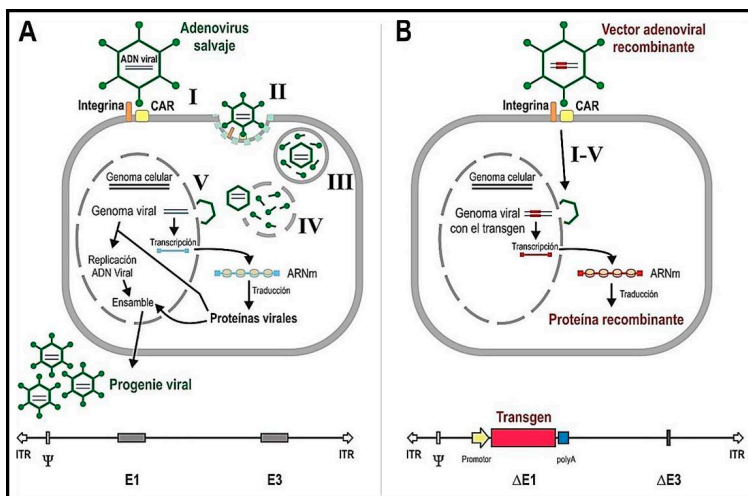 A
Adenovirus
salvaje
ADN viral
Integrina
CAR
I
II
III
IV
V
Genoma celular
Genoma viral
Transcripción
Replicación
ADN Viral
Ensamble
ARNm
Traducción
Proteínas virales
Progenie viral
ITR
Ψ
E1
E3
ITR
B
Vector adenoviral
recombinante
Integrina
CAR
I-V
Genoma celular
Genoma viral
con el transgen
Transcripción
ARNm
Traducción
Proteína recombinante
Transgen
ITR
Ψ
Promotor
polyA
ΔE1
ΔE3
ITR